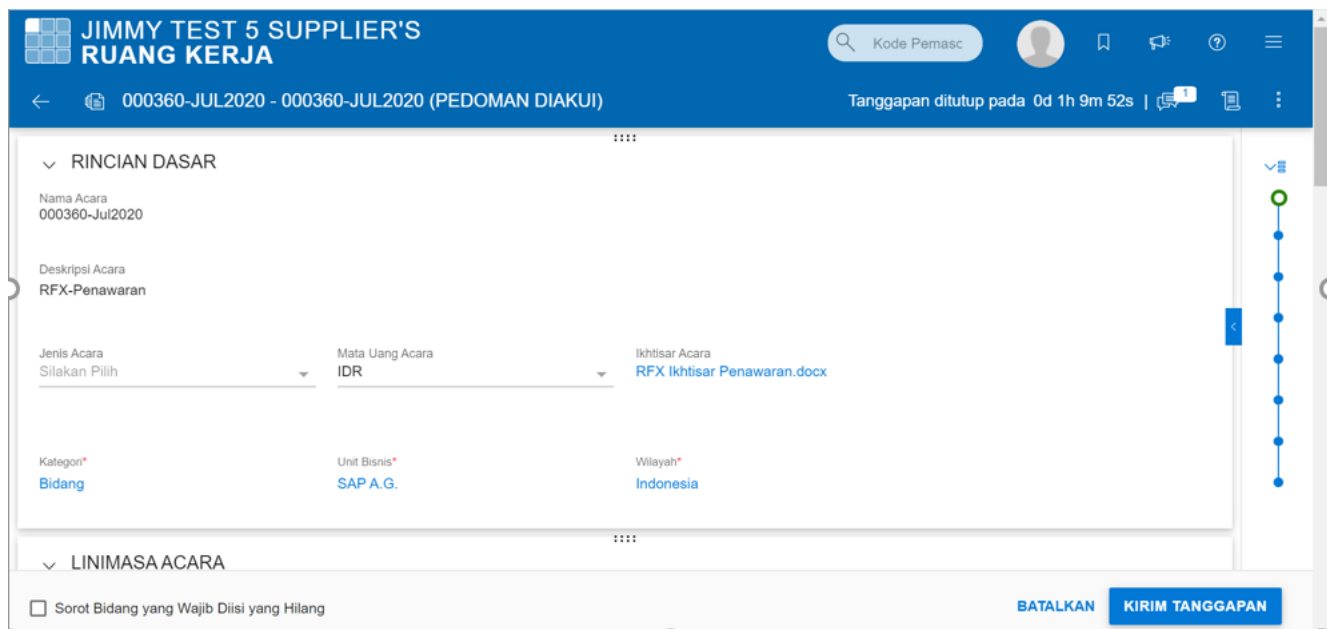 JIMMY TEST 5 SUPPLIER'S
RUANG KERJA
Kode Pemasc
000360-JUL2020 - 000360-JUL2020 (PEDOMAN DIAKUI)
Tanggapan ditutup pada 0d 1h 9m 52s | 1
RINCIAN DASAR
Nama Acara
000360-Jul2020
Deskripsi Acara
RFX-Penawaran
Jenis Acara Mata Uang Acara Ikhtisar Acara
Silakan Pilih IDR RFX Ikhtisar Penawaran.docx
Kategori* Unit Bisnis* Wilayah*
Bidang SAP A.G. Indonesia
LINIMASA ACARA
Sorot Bidang yang Wajib Diisi yang Hilang BATALKAN KIRIM TANGGAPAN